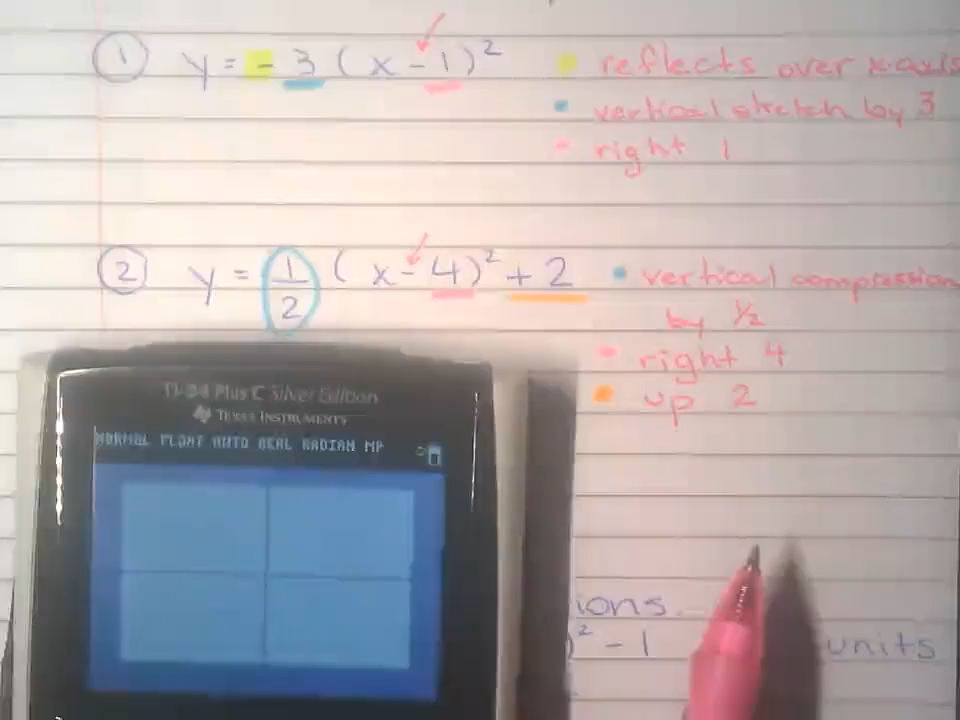 ① y = - 3 ( x - 1 )² reflects over x-axis
vertical stretch by 3
right 1
② y = 1/2 ( x - 4 )² + 2 vertical compression
by ½
right 4
up 2
TI-84 Plus C Silver Edition
TEXAS INSTRUMENTS
NORMAL FLOAT AUTO REAL RADIAN MP
ions
)² - 1 units